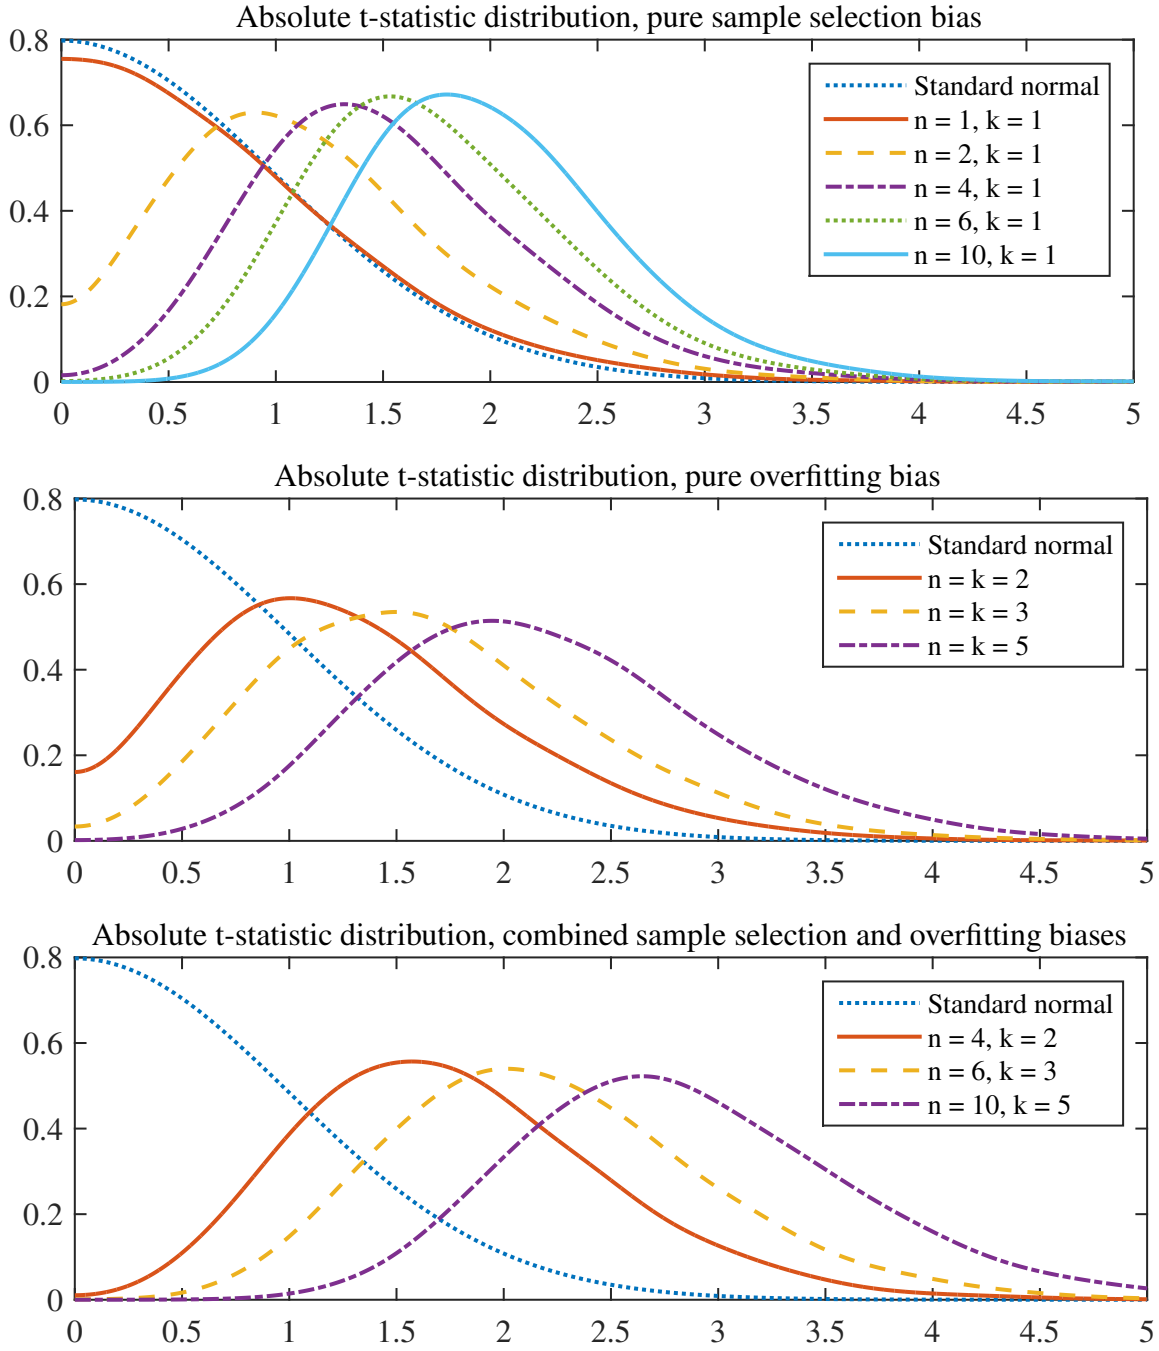 Absolute t-statistic distribution, pure sample selection bias
0.8
0.6
0.4
0.2
0
Standard normal
n = 1, k = 1
n = 2, k = 1
n = 4, k = 1
n = 6, k = 1
n = 10, k = 1
0 0.5 1 1.5 2 2.5 3 3.5 4 4.5 5
Absolute t-statistic distribution, pure overfitting bias
0.8
0.6
0.4
0.2
0
Standard normal
n = k = 2
n = k = 3
n = k = 5
0 0.5 1 1.5 2 2.5 3 3.5 4 4.5 5
Absolute t-statistic distribution, combined sample selection and overfitting biases
0.8
0.6
0.4
0.2
0
Standard normal
n = 4, k = 2
n = 6, k = 3
n = 10, k = 5
0 0.5 1 1.5 2 2.5 3 3.5 4 4.5 5